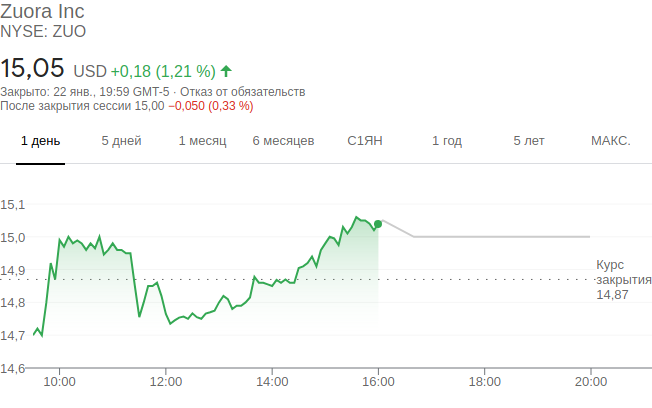 Zuora Inc
NYSE: ZUO
15,05 USD +0,18 (1,21 %)
Закрыто: 22 янв., 19:59 GMT-5 · Отказ от обязательств
После закрытия сессии 15,00 −0,050 (0,33 %)
1 день 5 дней 1 месяц 6 месяцев С1ЯН 1 год 5 лет МАКС.
15,1
15,0
14,9
14,8
14,7
14,6
Курс
закрытия
14,87
10:00 12:00 14:00 16:00 18:00 20:00